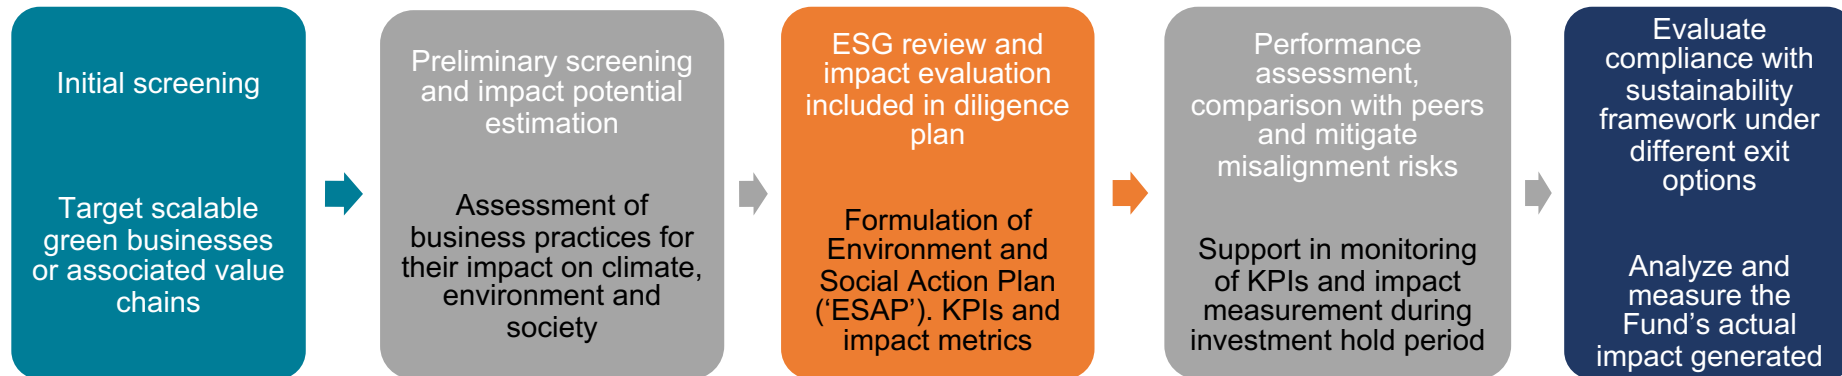 Initial screening
Target scalable
green businesses
or associated value
chains
Preliminary screening
and impact potential
estimation
Assessment of
business practices for
their impact on climate,
environment and
society
ESG review and
impact evaluation
included in diligence
plan
Formulation of
Environment and
Social Action Plan
(‘ESAP’). KPIs and
impact metrics
Performance
assessment,
comparison with peers
and mitigate
misalignment risks
Support in monitoring
of KPIs and impact
measurement during
investment hold period
Evaluate
compliance with
sustainability
framework under
different exit
options
Analyze and
measure the
Fund’s actual
impact generated